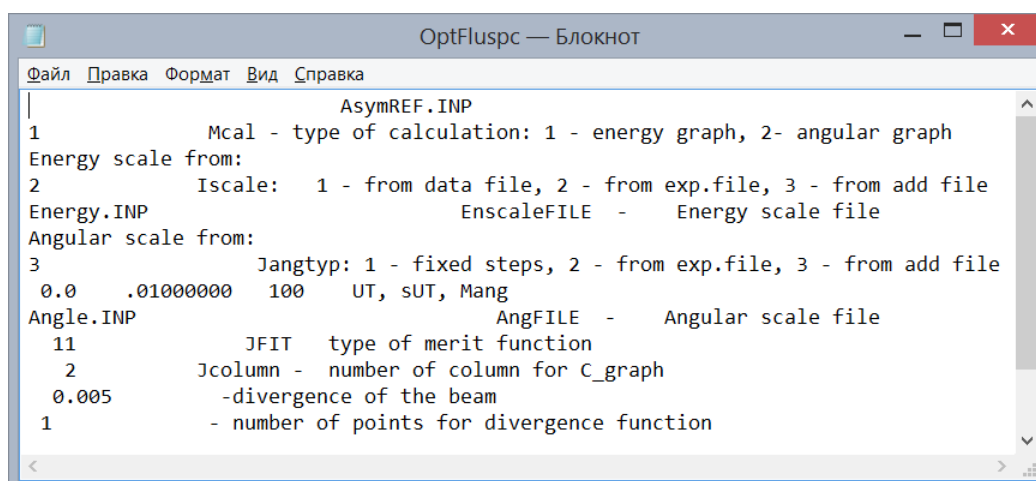 OptFluspc — Блокнот
Файл Правка Формат Вид Справка
AsymREF.INP
1 Mcal - type of calculation: 1 - energy graph, 2- angular graph
Energy scale from:
2 Iscale: 1 - from data file, 2 - from exp.file, 3 - from add file
Energy.INP EnscaleFILE - Energy scale file
Angular scale from:
3 Jangtyp: 1 - fixed steps, 2 - from exp.file, 3 - from add file
0.0 .01000000 100 UT, sUT, Mang
Angle.INP AngFILE - Angular scale file
11 JFIT type of merit function
2 Jcolumn - number of column for C_graph
0.005 -divergence of the beam
1 - number of points for divergence function